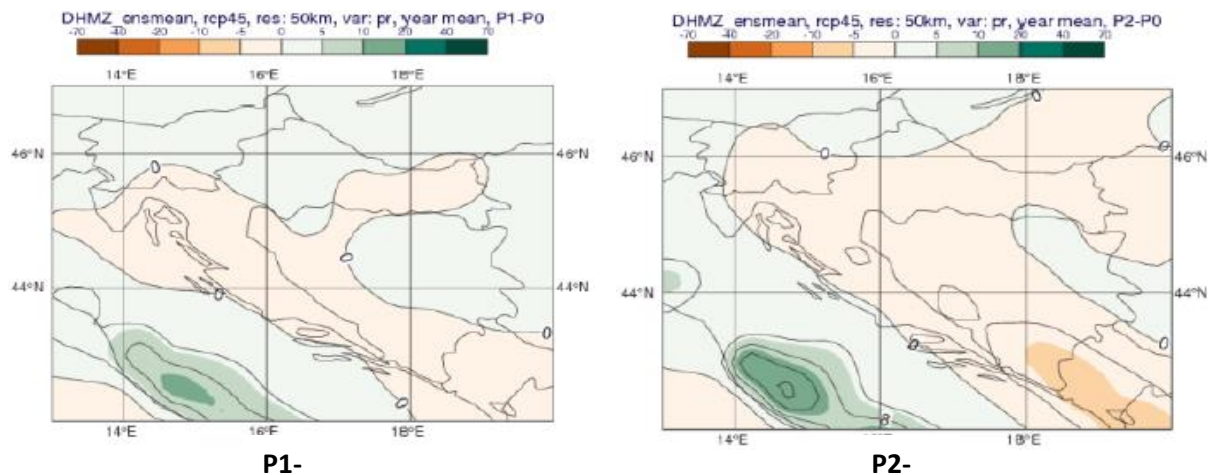 DHMZ_ensmean, rcp45, res: 50km, var: pr, year mean, P1-P0
-70 -40 -20 -10 -5 0 5 10 20 40 70
14°E 16°E 18°E
46°N 46°N
44°N 44°N
0
0
0
0
0
14°E 16°E 18°E
P1-
DHMZ_ensmean, rcp45, res: 50km, var: pr, year mean, P2-P0
-70 -40 -20 -10 -5 0 5 10 20 40 70
14°E 16°E 18°E
46°N 46°N
44°N 44°N
0
0
0
0
0
14°E 16°E 18°E
P2-